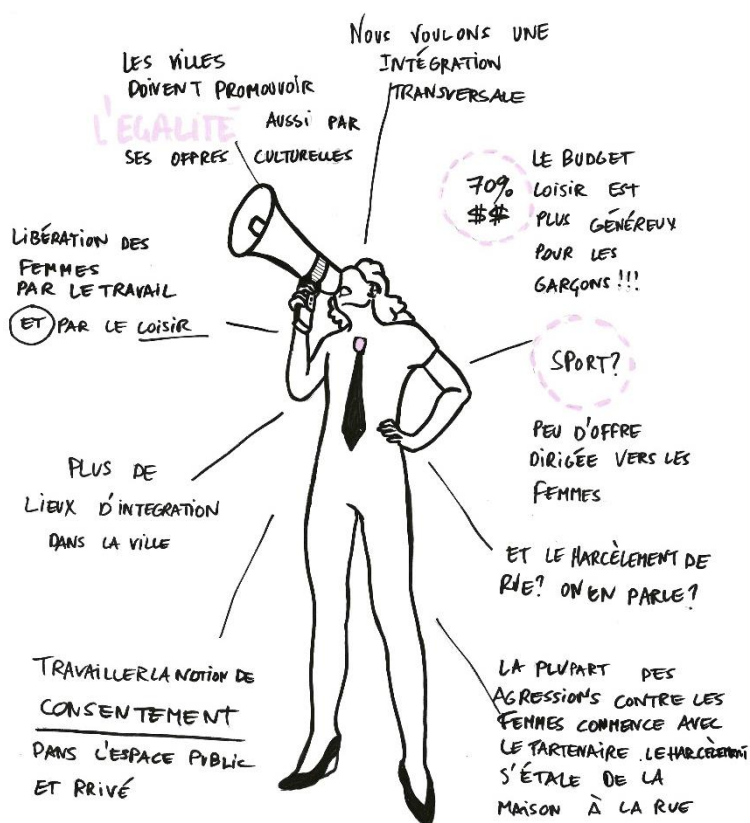 NOUS VOULONS UNE
INTÉGRATION
TRANSVERSALE
LES VILLES
DOIVENT PROMOUVOIR
L'EGALITÉ AUSSI PAR
SES OFFRES CULTURELLES
70%
$$
LE BUDGET
LOISIR EST
PLUS GÉNÉREUX
POUR LES
GARÇONS !!!
LIBÉRATION DES
FEMMES
PAR LE TRAVAIL
ET PAR LE LOISIR
SPORT?
PEU D'OFFRE
DIRIGÉE VERS LES
FEMMES
PLUS DE
LIEUX D'INTEGRATION
DANS LA VILLE
ET LE HARCÈLEMENT DE
RUE? ON EN PARLE?
TRAVAILLER LA NOTION DE
CONSENTEMENT
DANS L'ESPACE PUBLIC
ET PRIVÉ
LA PLUPART DES
AGRESSIONS CONTRE LES
FEMMES COMMENCE AVEC
LE PARTENAIRE. LE HARCÈLEMENT
S'ÉTALE DE LA
MAISON À LA RUE